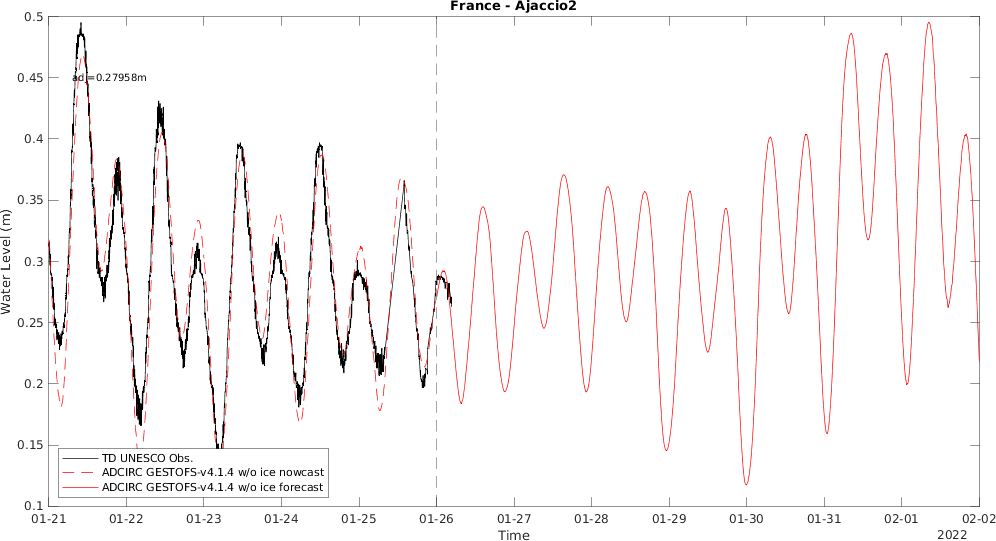 France - Ajaccio2
Water Level (m)
0.5
0.45
0.4
0.35
0.3
0.25
0.2
0.15
0.1
adj=0.27958m
TD UNESCO Obs.
ADCIRC GESTOFS-v4.1.4 w/o ice nowcast
ADCIRC GESTOFS-v4.1.4 w/o ice forecast
01-21 01-22 01-23 01-24 01-25 01-26 01-27 01-28 01-29 01-30 01-31 02-01 02-02
Time
2022